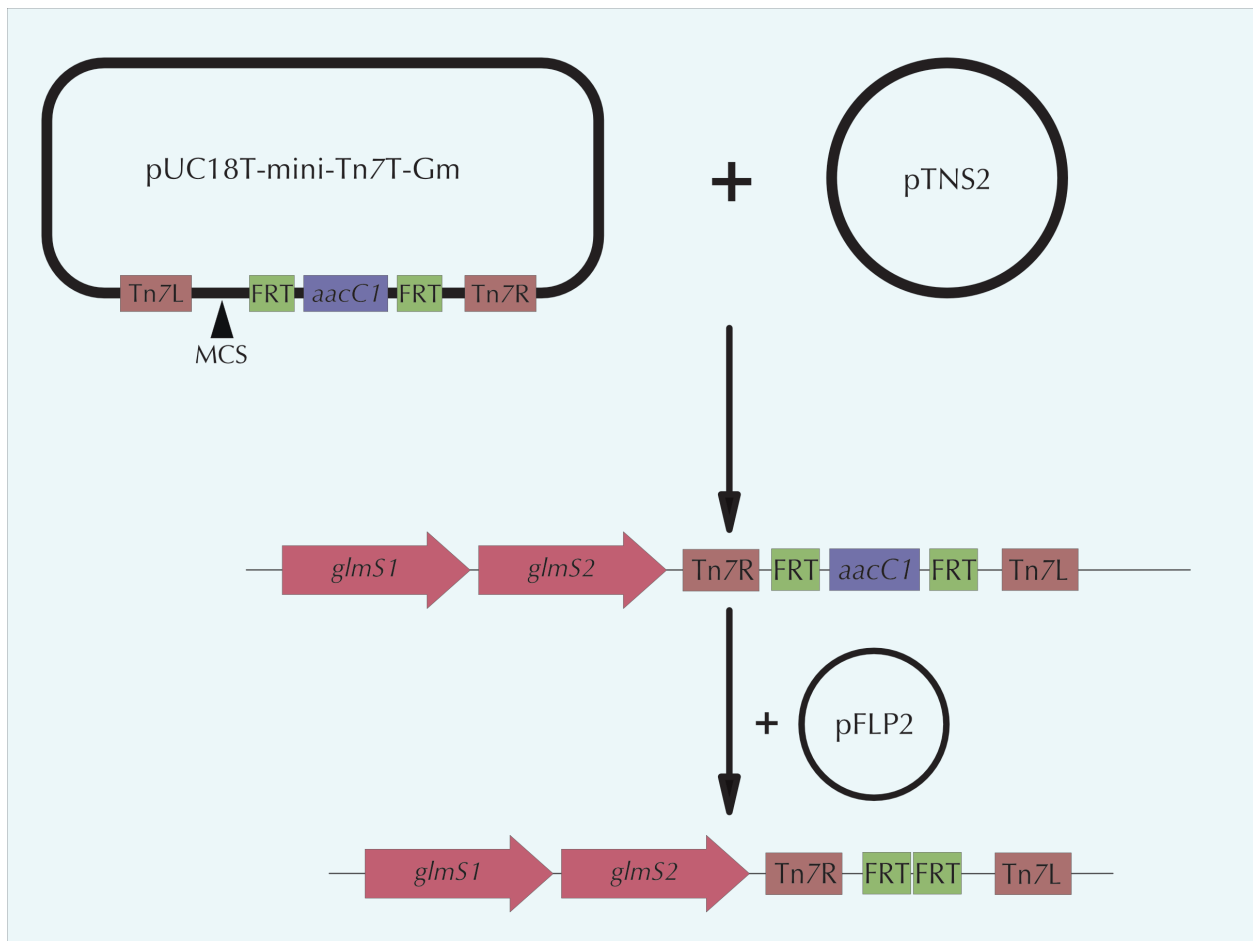 pUC18T-mini-Tn7T-Gm
+
pTNS2
Tn7L FRT aacC1 FRT Tn7R
MCS
glmS1 glmS2 Tn7R FRT aacC1 FRT Tn7L
+ pFLP2
glmS1 glmS2 Tn7R FRT FRT Tn7L